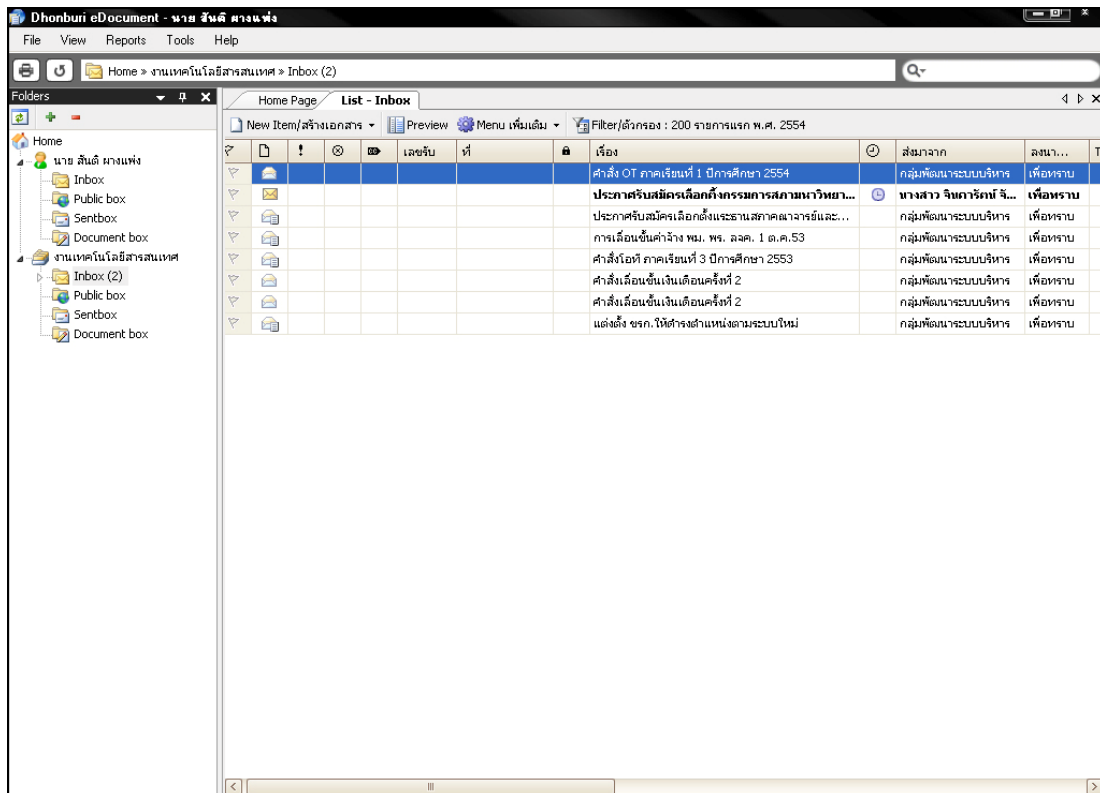 Dhonburi eDocument - นาย สันติ ผางแพ่ง
File View Reports Tools Help
Home » งานเทคโนโลยีสารสนเทศ » Inbox (2)
Folders
Home
นาย สันติ ผางแพ่ง
Inbox
Public box
Sentbox
Document box
งานเทคโนโลยีสารสนเทศ
Inbox (2)
Public box
Sentbox
Document box
Home Page List - Inbox
New Item/สร้างเอกสาร Preview Menu เพิ่มเติม Filter/ตัวกรอง : 200 รายการแรก พ.ศ. 2554
เลขรับ ที่ เรื่อง ส่งมาจาก ลงนา... T
คำสั่ง OT ภาคเรียนที่ 1 ปีการศึกษา 2554 กลุ่มพัฒนาระบบบริหาร เพื่อทราบ
ประกาศรับสมัครเลือกตั้งกรรมการสภามหาวิทยา... นางสาว จินดารัตน์ จั... เพื่อทราบ
ประกาศรับสมัครเลือกตั้งแระธานสภาคณาจารย์และ... กลุ่มพัฒนาระบบบริหาร เพื่อทราบ
การเลื่อนขั้นค่าจ้าง พม. พร. ลจค. 1 ต.ค.53 กลุ่มพัฒนาระบบบริหาร เพื่อทราบ
คำสั่งโอที ภาคเรียนที่ 3 ปีการศึกษา 2553 กลุ่มพัฒนาระบบบริหาร เพื่อทราบ
คำสั่งเลื่อนขั้นเงินเดือนครั้งที่ 2 กลุ่มพัฒนาระบบบริหาร เพื่อทราบ
คำสั่งเลื่อนขั้นเงินเดือนครั้งที่ 2 กลุ่มพัฒนาระบบบริหาร เพื่อทราบ
แต่งตั้ง ขรก.ให้ดำรงตำแหน่งตามระบบใหม่ กลุ่มพัฒนาระบบบริหาร เพื่อทราบ